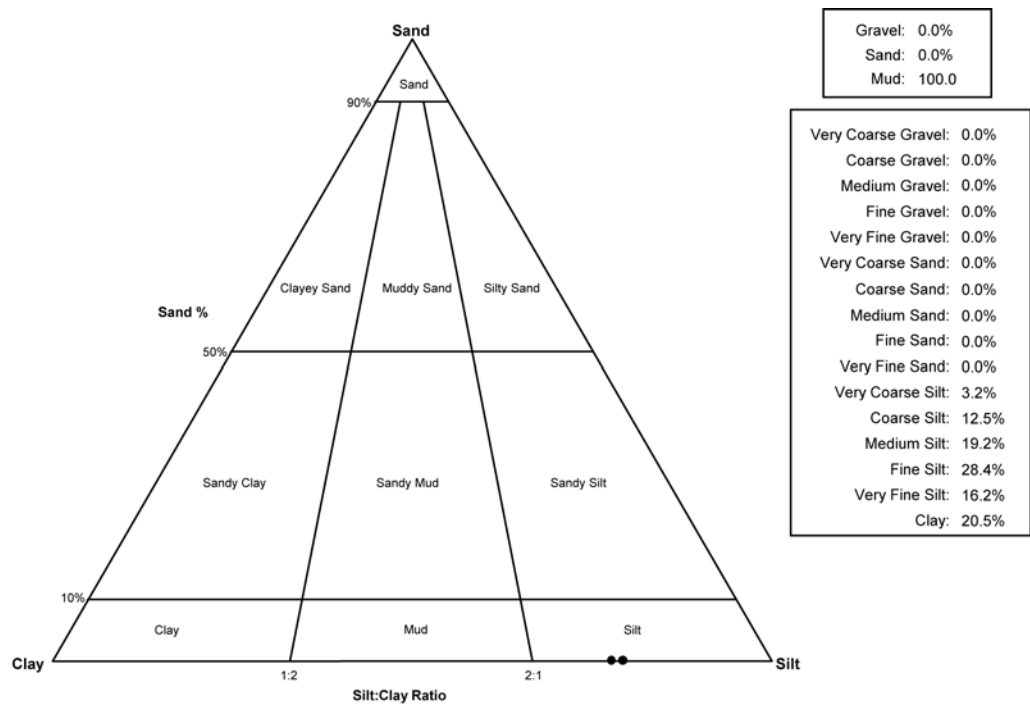 Sand
Sand
90%
Clayey Sand
Muddy Sand
Silty Sand
Sand %
50%
Sandy Clay
Sandy Mud
Sandy Silt
10%
Clay
Mud
Silt
Clay
Silt
1:2
2:1
Silt:Clay Ratio
Gravel: 0.0%
Sand: 0.0%
Mud: 100.0
Very Coarse Gravel: 0.0%
Coarse Gravel: 0.0%
Medium Gravel: 0.0%
Fine Gravel: 0.0%
Very Fine Gravel: 0.0%
Very Coarse Sand: 0.0%
Coarse Sand: 0.0%
Medium Sand: 0.0%
Fine Sand: 0.0%
Very Fine Sand: 0.0%
Very Coarse Silt: 3.2%
Coarse Silt: 12.5%
Medium Silt: 19.2%
Fine Silt: 28.4%
Very Fine Silt: 16.2%
Clay: 20.5%